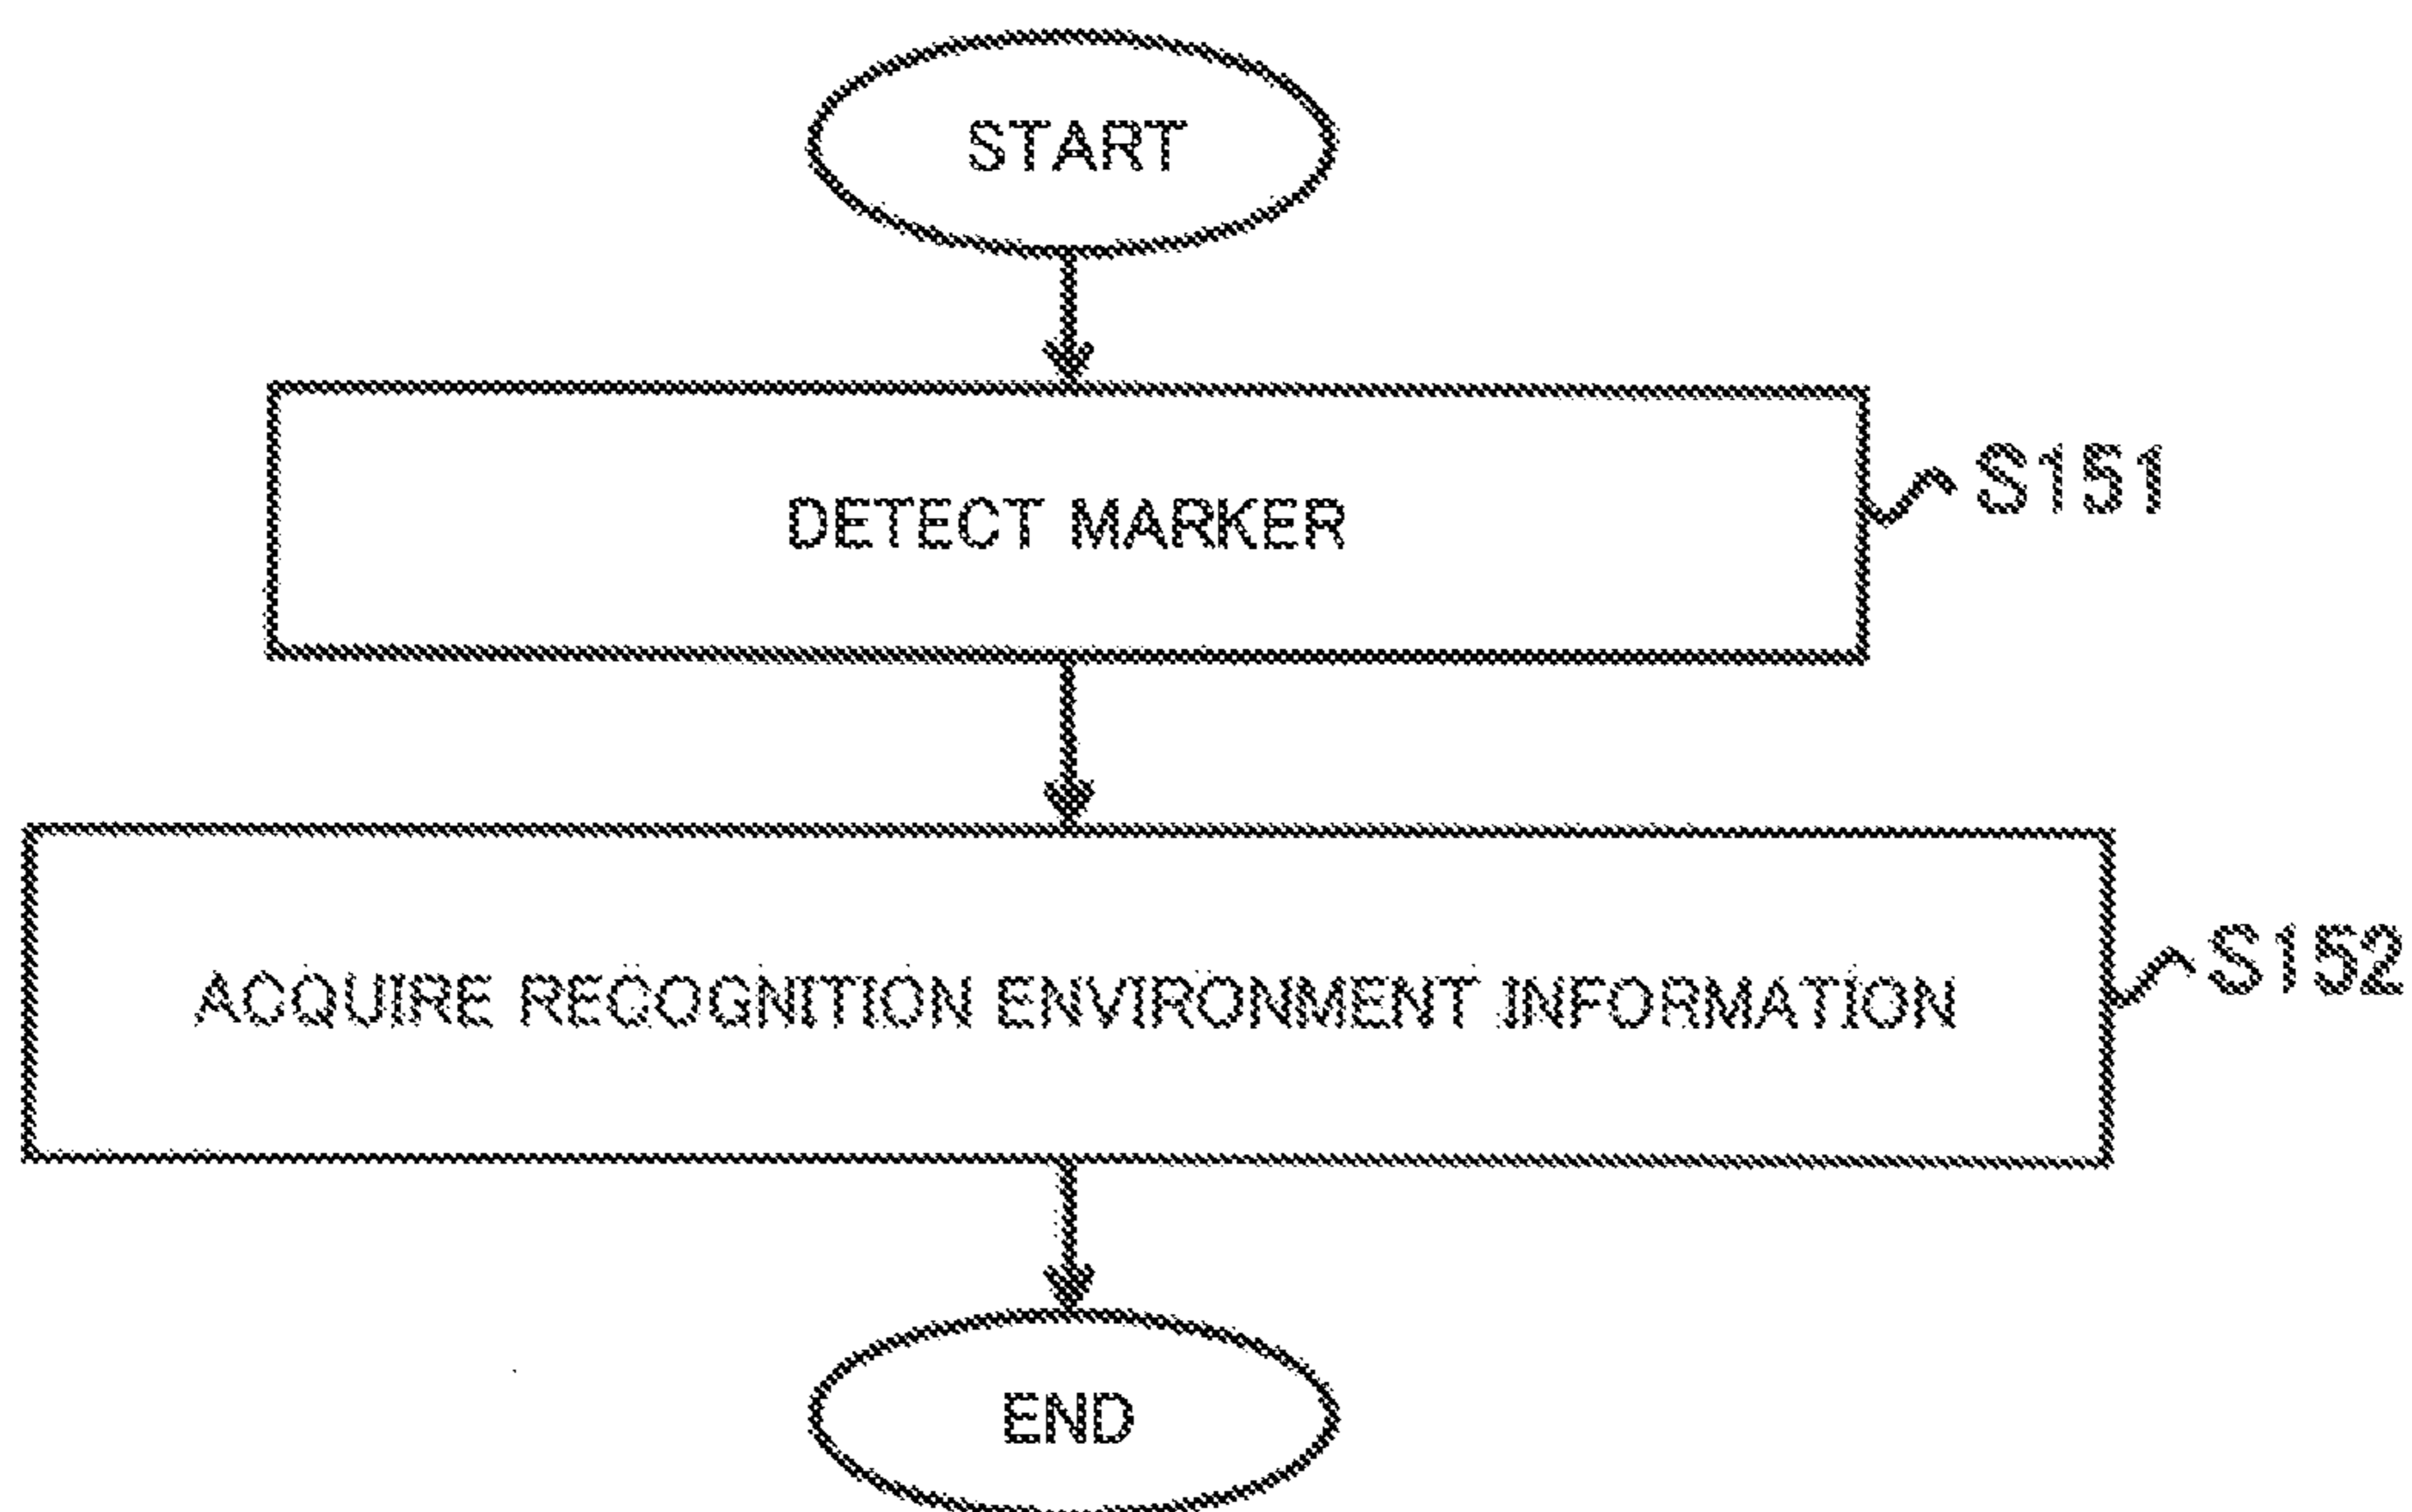 START
DETECT MARKER
S151
ACQUIRE RECOGNITION ENVIRONMENT INFORMATION
S152
END